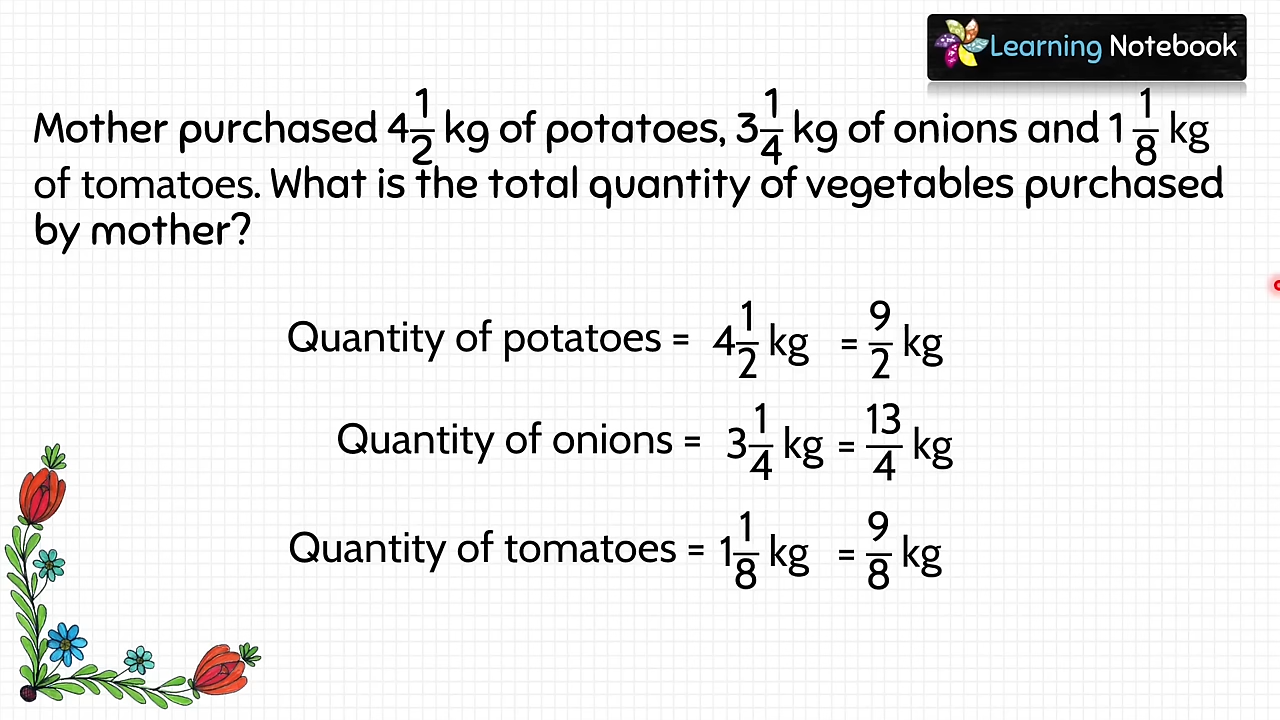 Learning Notebook
Mother purchased 4 1/2 kg of potatoes, 3 1/4 kg of onions and 1 1/8 kg
of tomatoes. What is the total quantity of vegetables purchased
by mother?
Quantity of potatoes = 4 1/2 kg = 9/2 kg
Quantity of onions = 3 1/4 kg = 13/4 kg
Quantity of tomatoes = 1 1/8 kg = 9/8 kg